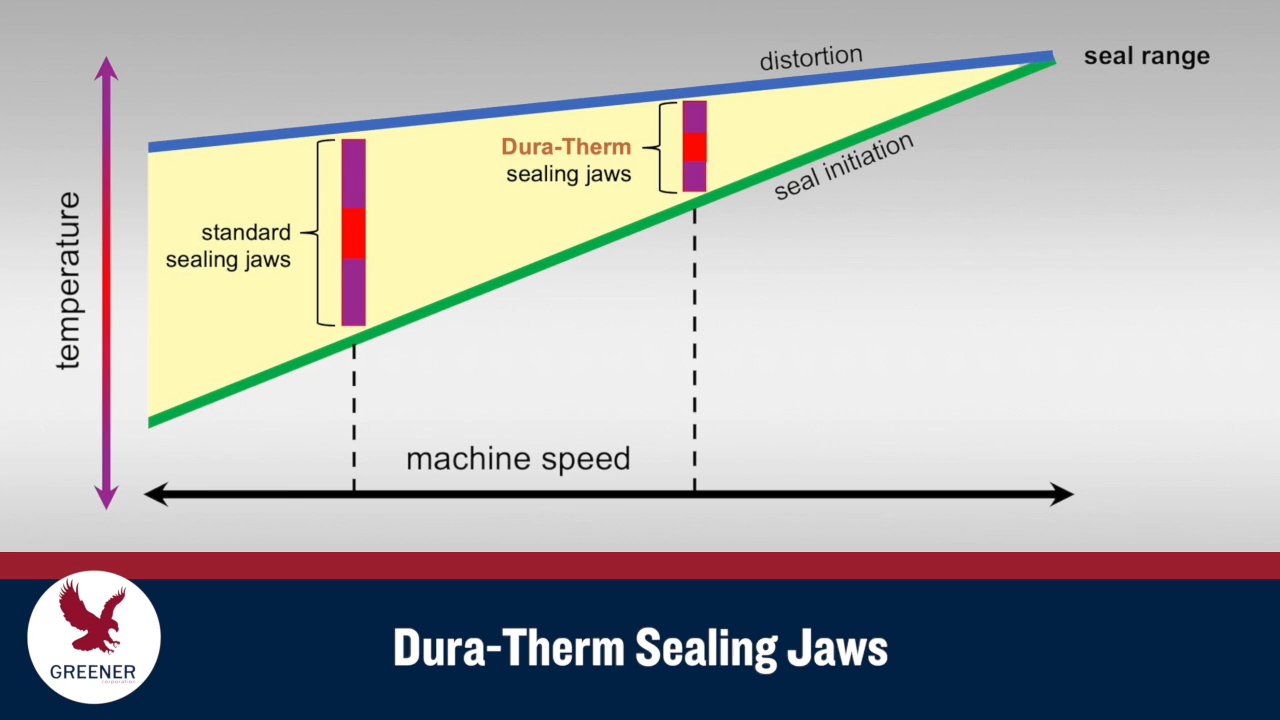 distortion
seal range
Dura-Therm
sealing jaws
seal initiation
standard
sealing jaws
temperature
machine speed
Dura-Therm Sealing Jaws
GREENER
corporation